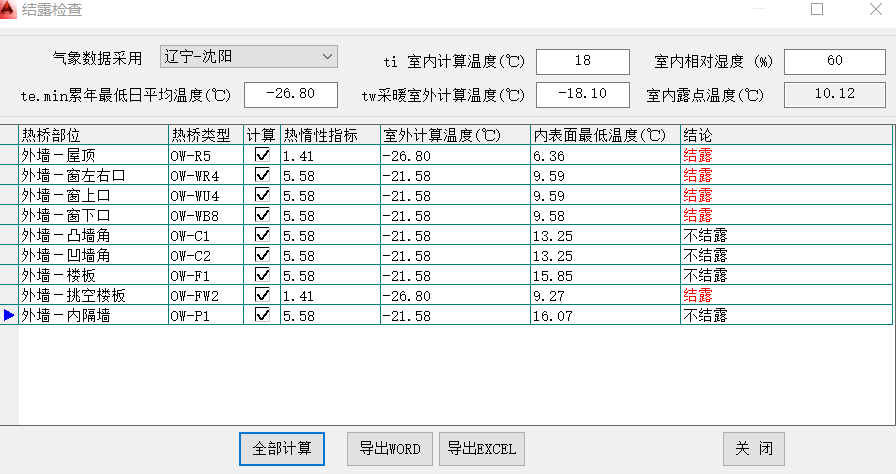 结露检查
气象数据采用 辽宁-沈阳 ti 室内计算温度(℃) 18 室内相对湿度 (%) 60
te.min累年最低日平均温度(℃) -26.80 tw采暖室外计算温度(℃) -18.10 室内露点温度(℃) 10.12
热桥部位 热桥类型 计算 热惰性指标 室外计算温度(℃) 内表面最低温度(℃) 结论
外墙-屋顶 OW-R5 1.41 -26.80 6.36 结露
外墙-窗左右口 OW-WR4 5.58 -21.58 9.59 结露
外墙-窗上口 OW-WU4 5.58 -21.58 9.59 结露
外墙-窗下口 OW-WB8 5.58 -21.58 9.58 结露
外墙-凸墙角 OW-C1 5.58 -21.58 13.25 不结露
外墙-凹墙角 OW-C2 5.58 -21.58 13.25 不结露
外墙-楼板 OW-F1 5.58 -21.58 15.85 不结露
外墙-挑空楼板 OW-FW2 1.41 -26.80 9.27 结露
外墙-内隔墙 OW-P1 5.58 -21.58 16.07 不结露
全部计算 导出WORD 导出EXCEL 关 闭